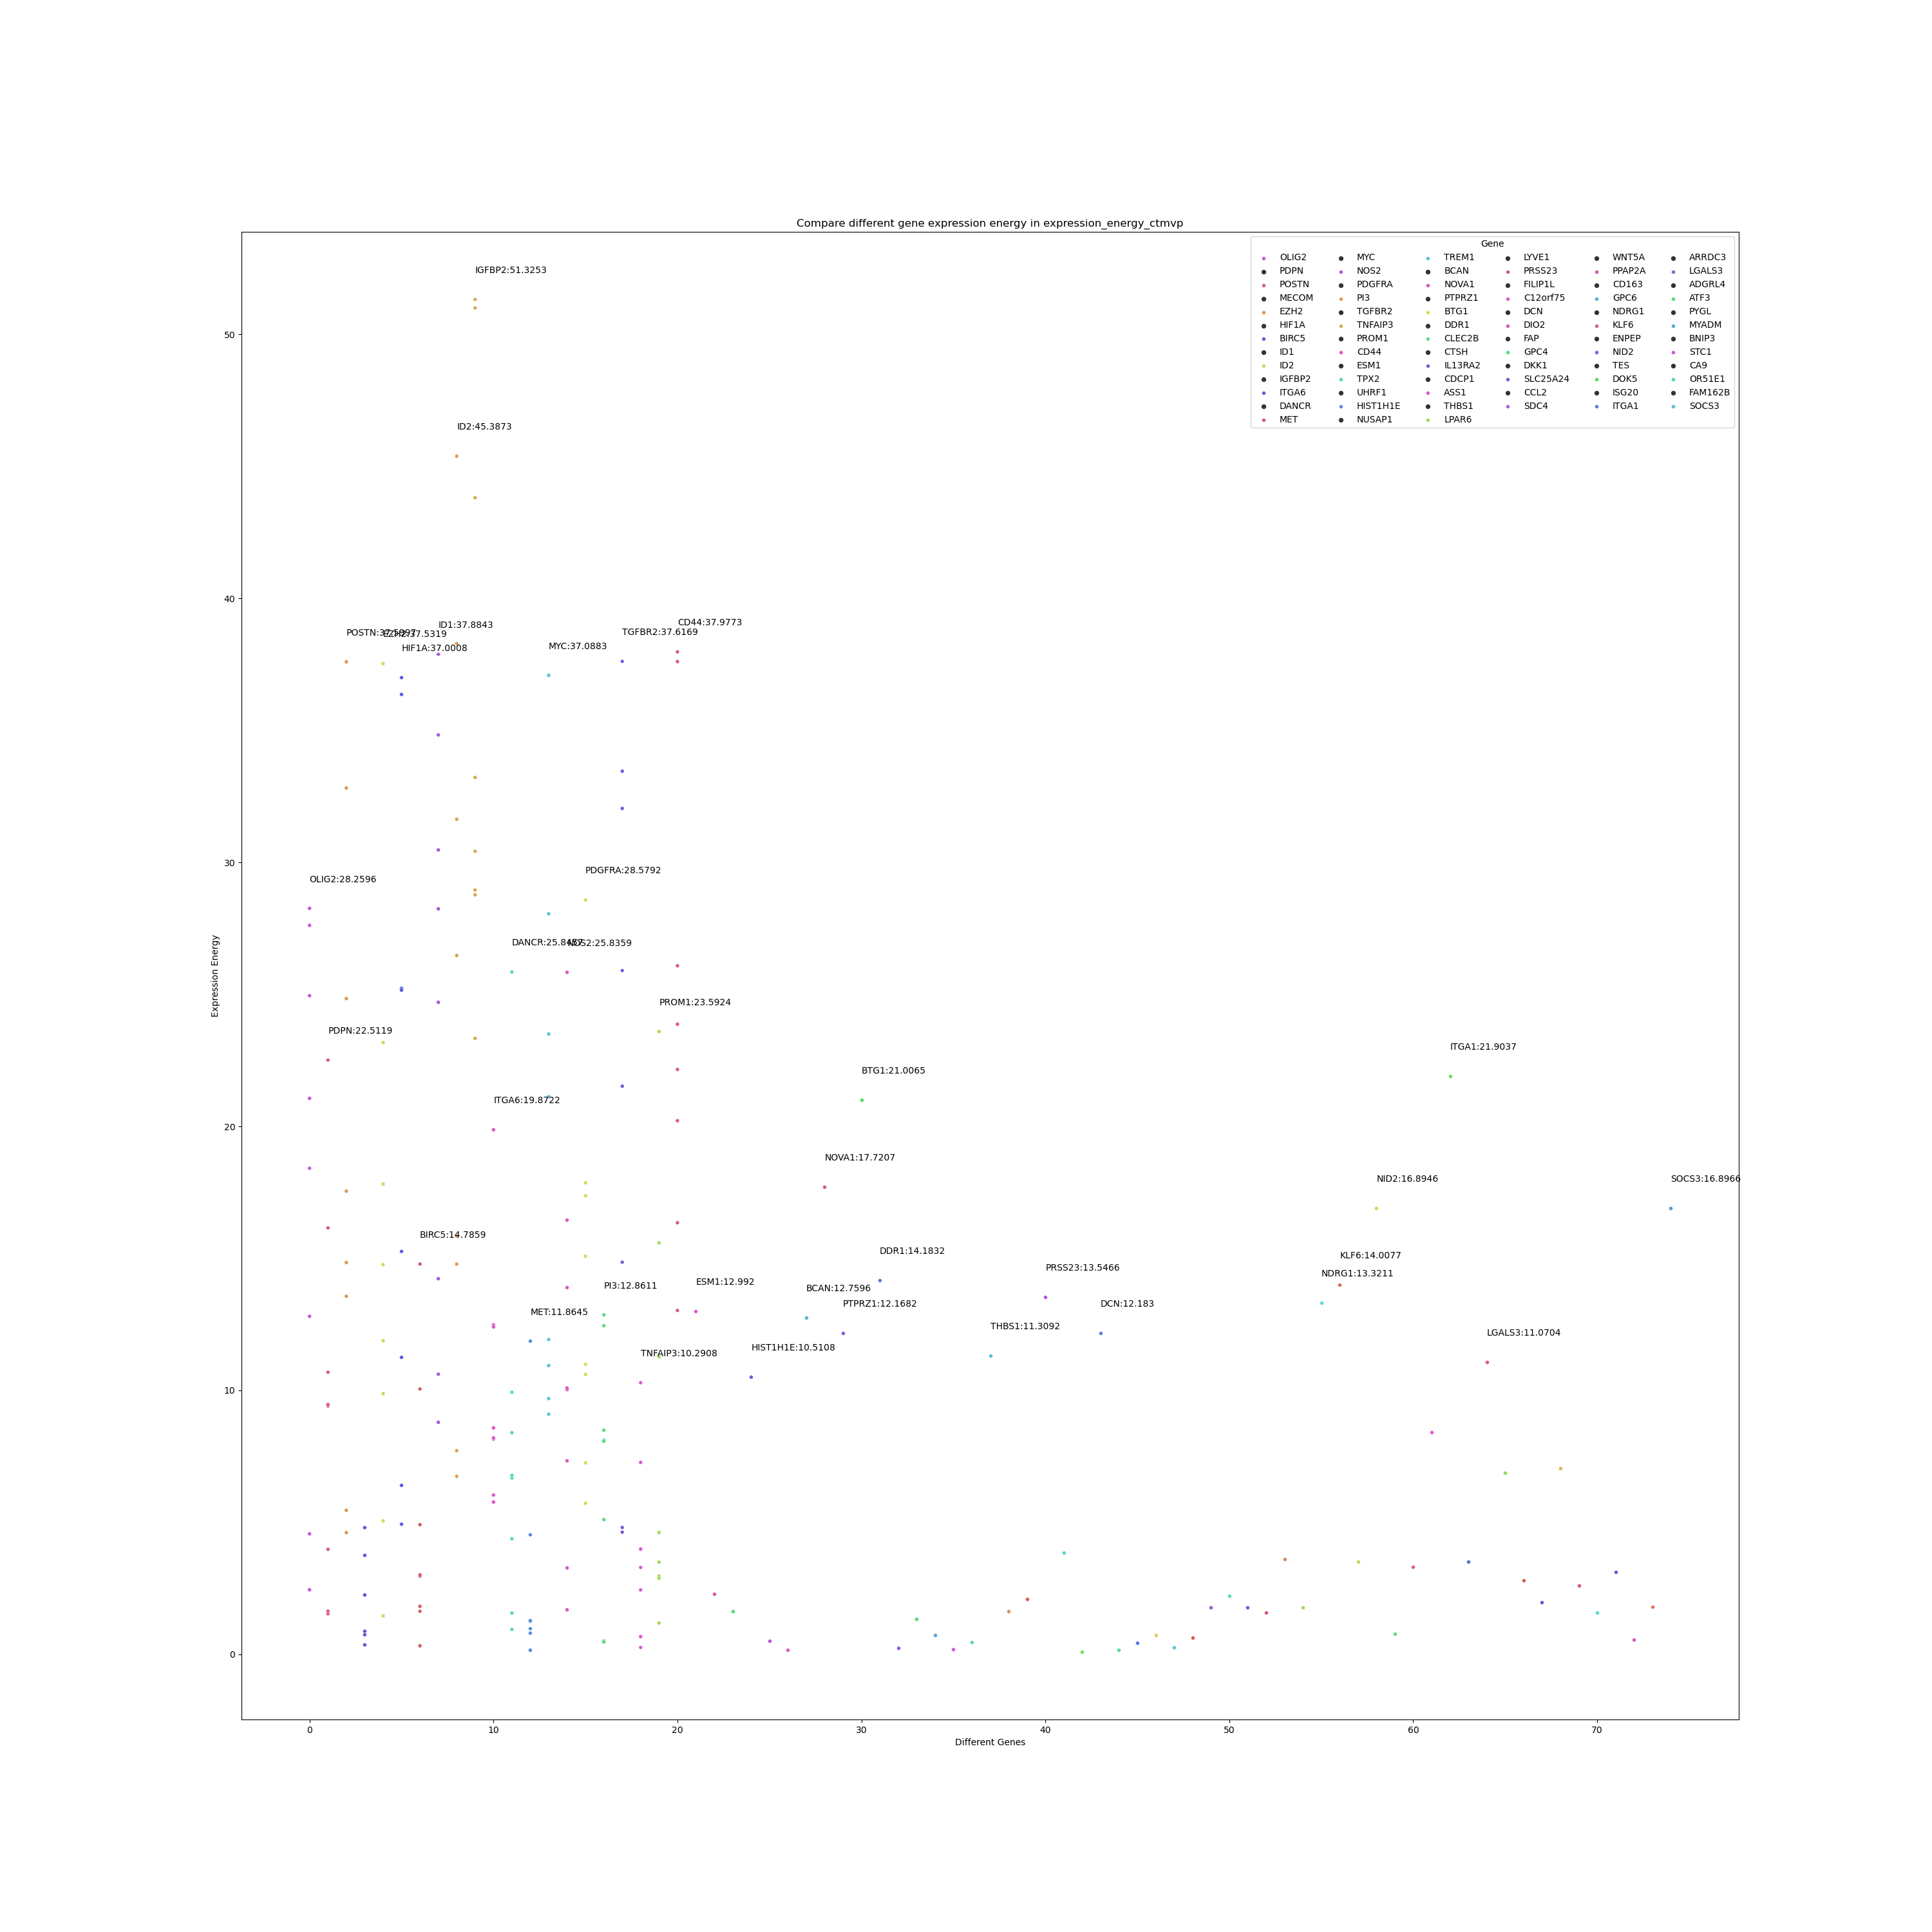 Compare different gene expression energy in expression_energy_ctmvp
Gene
OLIG2 MYC TREM1 LYVE1 WNT5A ARRDC3
PDPN NOS2 BCAN PRSS23 PPAP2A LGALS3
POSTN PDGFRA NOVA1 FILIP1L CD163 ADGRL4
MECOM PI3 PTPRZ1 C12orf75 GPC6 ATF3
EZH2 TGFBR2 BTG1 DCN NDRG1 PYGL
HIF1A TNFAIP3 DDR1 DIO2 KLF6 MYADM
BIRC5 PROM1 CLEC2B FAP ENPEP BNIP3
ID1 CD44 CTSH GPC4 NID2 STC1
ID2 ESM1 IL13RA2 DKK1 TES CA9
IGFBP2 TPX2 CDCP1 SLC25A24 DOK5 OR51E1
ITGA6 UHRF1 ASS1 CCL2 ISG20 FAM162B
DANCR HIST1H1E THBS1 SDC4 ITGA1 SOCS3
MET NUSAP1 LPAR6
IGFBP2:51.3253
50
ID2:45.3873
40
CD44:37.9773
ID1:37.8843
TGFBR2:37.6169
POSTN:37.5997
EZH2:37.5319
MYC:37.0883
HIF1A:37.0008
30
PDGFRA:28.5792
OLIG2:28.2596
DANCR:25.8457
NOS2:25.8359
PROM1:23.5924
PDPN:22.5119
ITGA1:21.9037
BTG1:21.0065
20
ITGA6:19.8722
NOVA1:17.7207
NID2:16.8946
SOCS3:16.8966
BIRC5:14.7859
DDR1:14.1832
KLF6:14.0077
PRSS23:13.5466
NDRG1:13.3211
ESM1:12.992
PI3:12.8611
BCAN:12.7596
PTPRZ1:12.1682
DCN:12.183
MET:11.8645
THBS1:11.3092
LGALS3:11.0704
HIST1H1E:10.5108
TNFAIP3:10.2908
10
0
Expression Energy
0 10 20 30 40 50 60 70
Different Genes